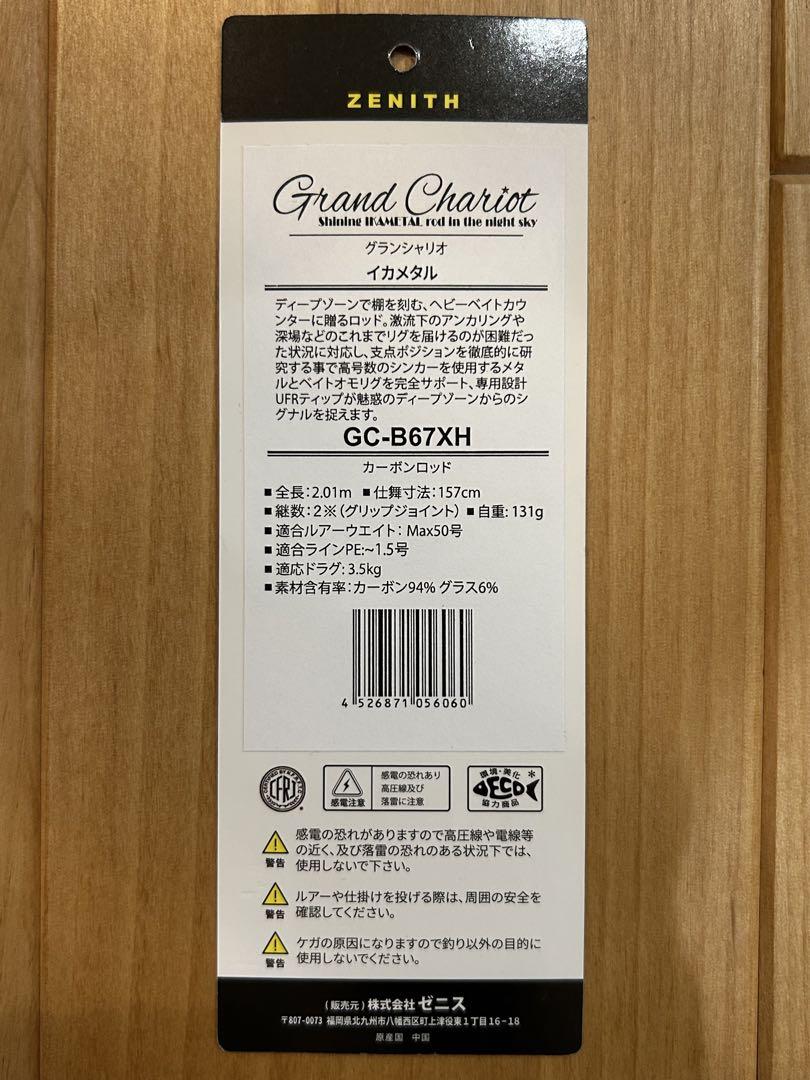 ZENITH
Grand Chariot
Shining IKAMETAL rod in the night sky
グランシャリオ
イカメタル
ディープゾーンで棚を刻む、ヘビーベイトカウ
ンターに贈るロッド。激流下のアンカリングや
深場などのこれまでリグを届けるのが困難だっ
た状況に対応し、支点ポジションを徹底的に研
究する事で高号数のシンカーを使用するメタ
ルとベイトオモリグを完全サポート、専用設計
UFRティップが魅惑のディープゾーンからのシ
グナルを捉えます。
GC-B67XH
カーボンロッド
■全長:2.01m ■仕舞寸法:157cm
■継数:2※(グリップジョイント) ■自重:131g
■適合ルアーウエイト: Max50号
■適合ラインPE:~1.5号
■適応ドラグ:3.5kg
■素材含有率:カーボン94% グラス6%
4 526871 056060
CFRJ
感電注意
感電の恐れあり
高圧線及び
落雷に注意
環境・美化
ECO
協力商品
感電の恐れがありますので高圧線や電線等
の近く、及び落雷の恐れのある状況下では、
使用しないで下さい。
警告
ルアーや仕掛けを投げる際は、周囲の安全を
確認してください。
警告
ケガの原因になりますので釣り以外の目的に
使用しないでください。
警告
(販売元)株式会社ゼニス
〒807-0073 福岡県北九州市八幡西区町上津役東1丁目16-18
原産国 中国